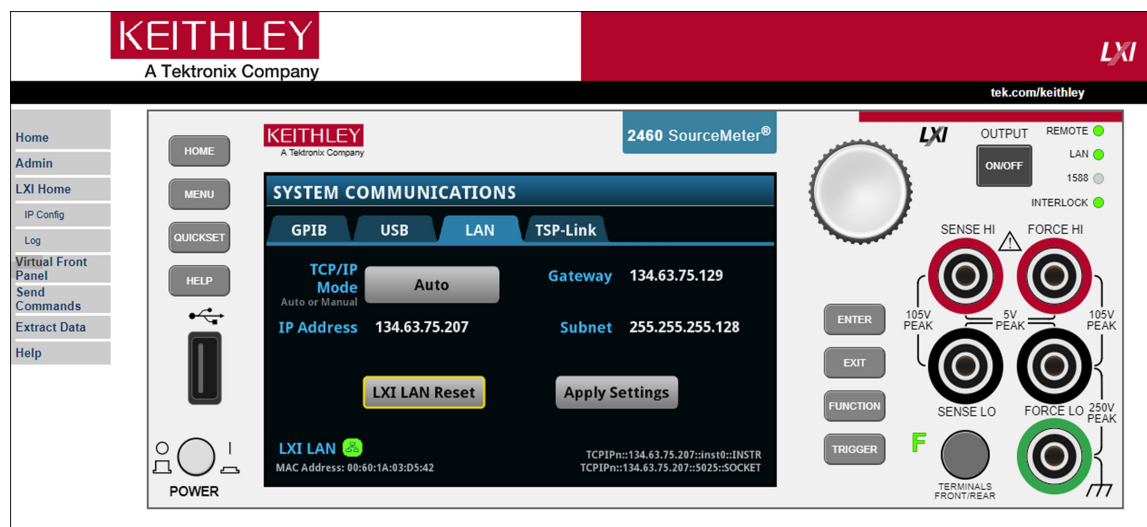 KEITHLEY
A Tektronix Company
LXI
tek.com/keithley
Home
Admin
LXI Home
IP Config
Log
Virtual Front
Panel
Send
Commands
Extract Data
Help
HOME
MENU
QUICKSET
HELP
POWER
KEITHLEY
A Tektronix Company
2460 SourceMeter®
SYSTEM COMMUNICATIONS
GPIB USB LAN TSP-Link
TCP/IP
Mode
Auto or Manual
Auto
Gateway 134.63.75.129
IP Address 134.63.75.207
Subnet 255.255.255.128
LXI LAN Reset
Apply Settings
LXI LAN
MAC Address: 00:60:1A:03:D5:42
TCPIPn::134.63.75.207::inst0::INSTR
TCPIPn::134.63.75.207::5025::SOCKET
LXI
OUTPUT
ON/OFF
REMOTE
LAN
1588
INTERLOCK
SENSE HI
FORCE HI
ENTER
EXIT
FUNCTION
TRIGGER
105V
PEAK
5V
PEAK
105V
PEAK
SENSE LO
FORCE LO
250V
PEAK
F
TERMINALS
FRONT/REAR